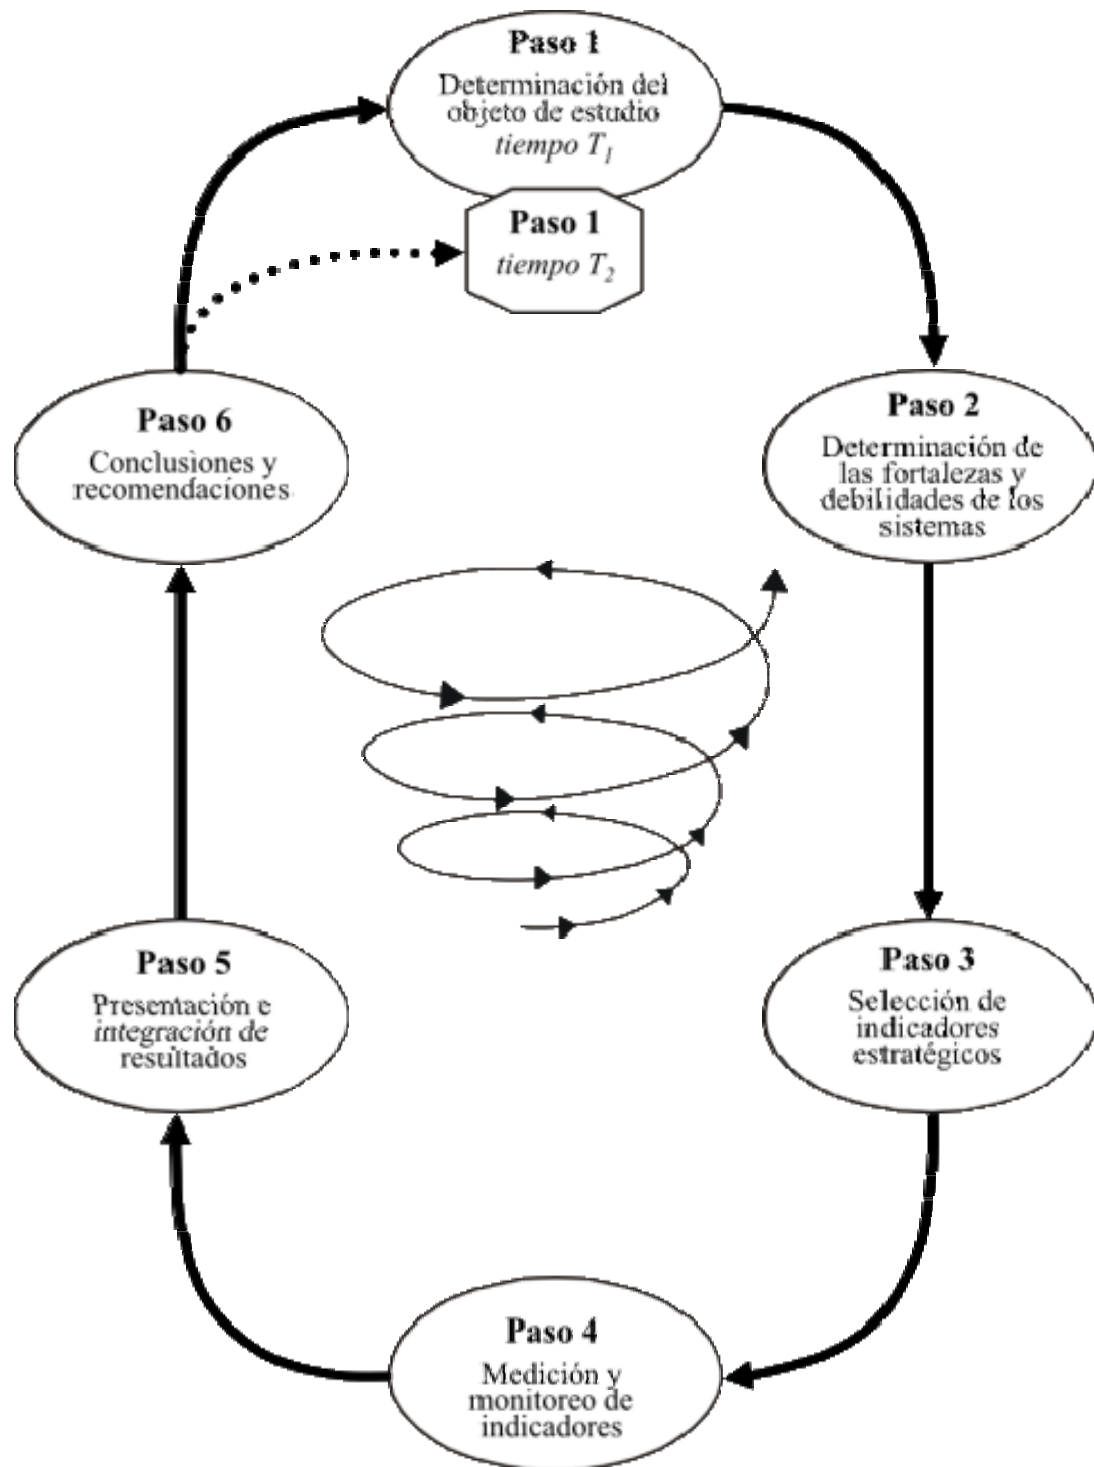 Paso 1
Determinación del
objeto de estudio
tiempo T1
Paso 1
tiempo T2
Paso 2
Determinación de
las fortalezas y
debilidades de los
sistemas
Paso 3
Selección de
indicadores
estratégicos
Paso 4
Medición y
monitoreo de
indicadores
Paso 5
Presentación e
integración de
resultados
Paso 6
Conclusiones y
recomendaciones